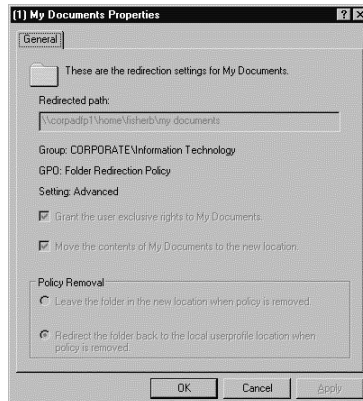 (1) My Documents Properties
General
These are the redirection settings for My Documents.
Redirected path:
\\corpadfp1\home\fisherb\my documents
Group: CORPORATE\Information Technology
GPO: Folder Redirection Policy
Setting: Advanced
Grant the user exclusive rights to My Documents.
Move the contents of My Documents to the new location.
Policy Removal
Leave the folder in the new location when policy is removed.
Redirect the folder back to the local userprofile location when
policy is removed.
OK Cancel Apply